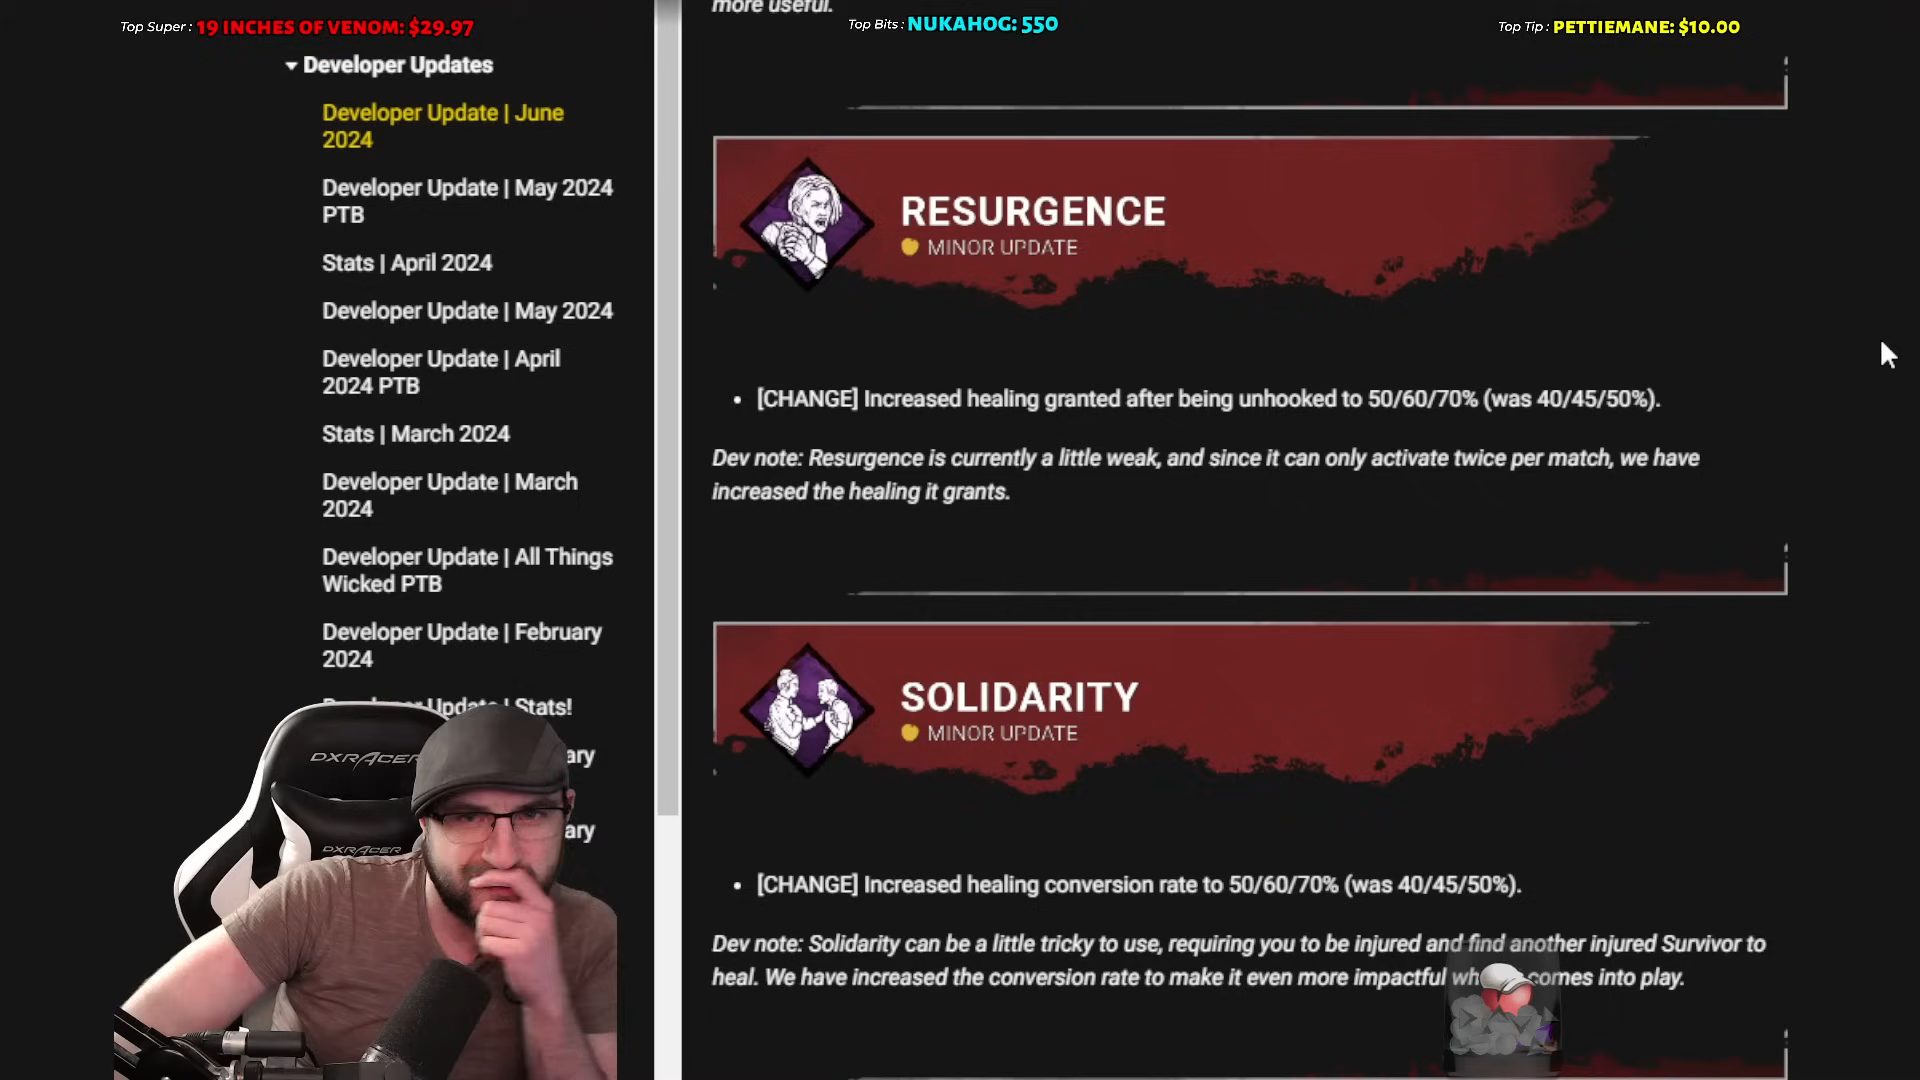 more useful.
Top Super : 19 INCHES OF VENOM: $29.97
Top Bits : NUKAHOG: 550
Top Tip : PETTIEMANE: $10.00
Developer Updates
Developer Update | June
2024
Developer Update | May 2024
PTB
Stats | April 2024
Developer Update | May 2024
Developer Update | April
2024 PTB
Stats | March 2024
Developer Update | March
2024
Developer Update | All Things
Wicked PTB
Developer Update | February
2024
Stats!
ary
ary
DXRACER
DXRACER
RESURGENCE
MINOR UPDATE
• [CHANGE] Increased healing granted after being unhooked to 50/60/70% (was 40/45/50%).
Dev note: Resurgence is currently a little weak, and since it can only activate twice per match, we have
increased the healing it grants.
SOLIDARITY
MINOR UPDATE
• [CHANGE] Increased healing conversion rate to 50/60/70% (was 40/45/50%).
Dev note: Solidarity can be a little tricky to use, requiring you to be injured and find another injured Survivor to
heal. We have increased the conversion rate to make it even more impactful comes into play.